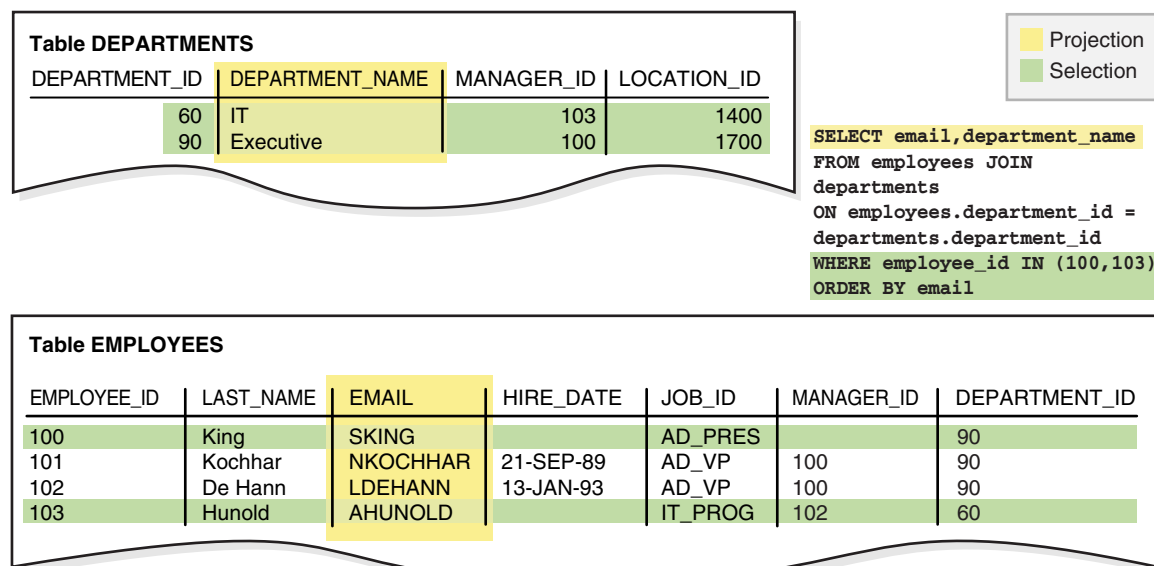 Table DEPARTMENTS
DEPARTMENT_ID DEPARTMENT_NAME MANAGER_ID LOCATION_ID
60 IT 103 1400
90 Executive 100 1700
Projection
Selection
SELECT email,department_name
FROM employees JOIN
departments
ON employees.department_id =
departments.department_id
WHERE employee_id IN (100,103)
ORDER BY email
Table EMPLOYEES
EMPLOYEE_ID LAST_NAME EMAIL HIRE_DATE JOB_ID MANAGER_ID DEPARTMENT_ID
100 King SKING AD_PRES 90
101 Kochhar NKOCHHAR 21-SEP-89 AD_VP 100 90
102 De Hann LDEHANN 13-JAN-93 AD_VP 100 90
103 Hunold AHUNOLD IT_PROG 102 60